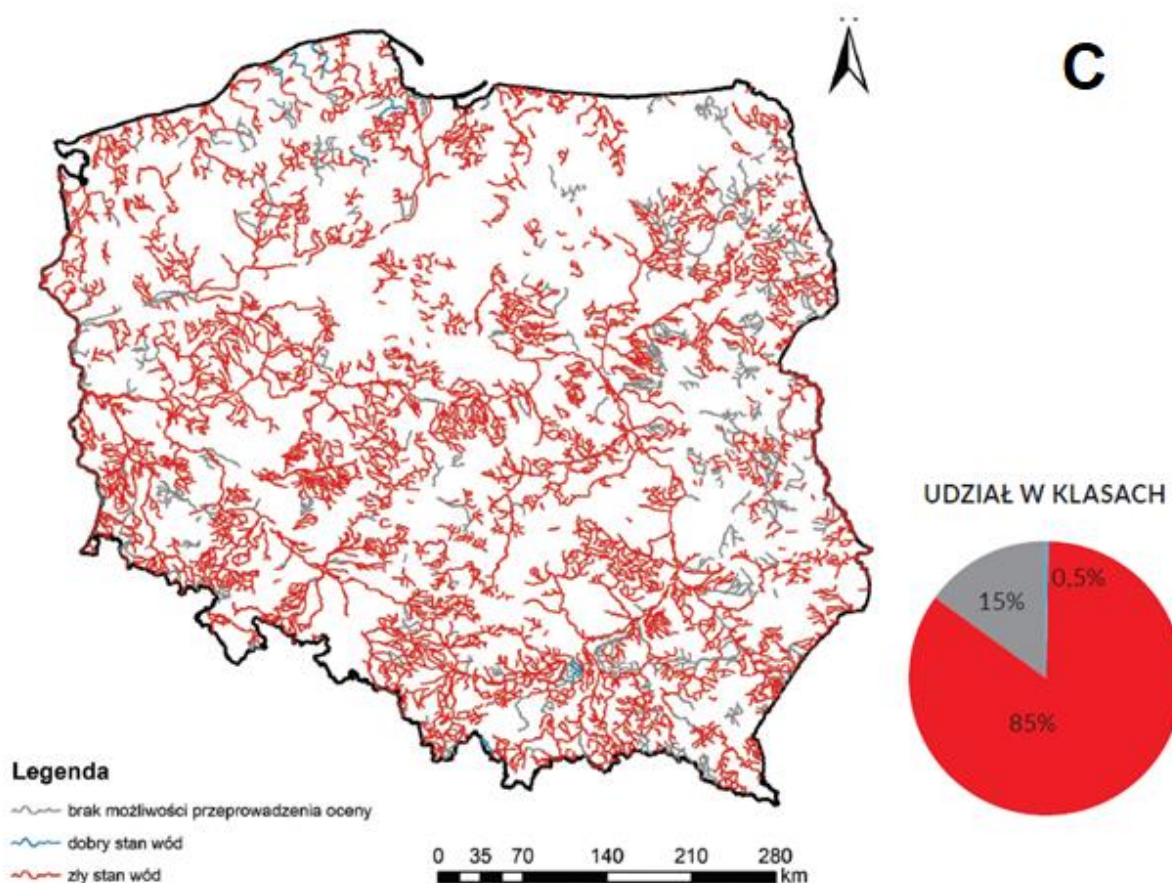 C
UDZIAŁ W KLASACH
0,5%
15%
85%
Legenda
brak możliwości przeprowadzenia oceny
dobry stan wód
zły stan wód
0 35 70 140 210 280
km